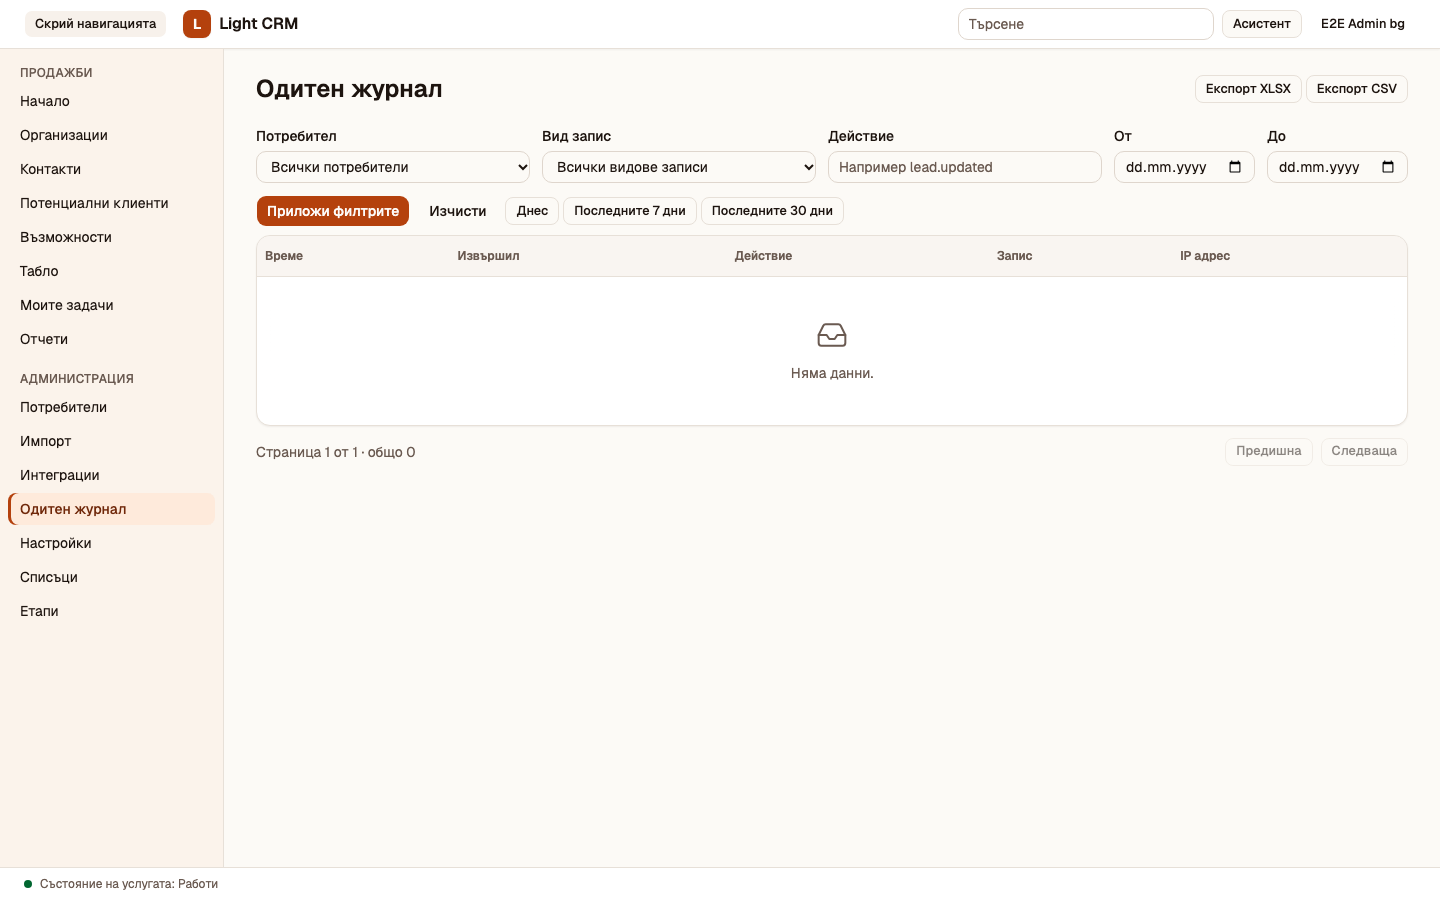 Скрий навигацията
L
Light CRM
Търсене
Асистент
E2E Admin bg
ПРОДАЖБИ
Начало
Организации
Контакти
Потенциални клиенти
Възможности
Табло
Моите задачи
Отчети
АДМИНИСТРАЦИЯ
Потребители
Импорт
Интеграции
Одитен журнал
Настройки
Списъци
Етапи
Одитен журнал
Експорт XLSX
Експорт CSV
Потребител
Вид запис
Действие
От
До
Всички потребители
Всички видове записи
Например lead.updated
dd.mm.yyyy
dd.mm.yyyy
Приложи филтрите
Изчисти
Днес
Последните 7 дни
Последните 30 дни
Време
Извършил
Действие
Запис
IP адрес
Няма данни.
Страница 1 от 1 · общо 0
Предишна
Следваща
Състояние на услугата: Работи